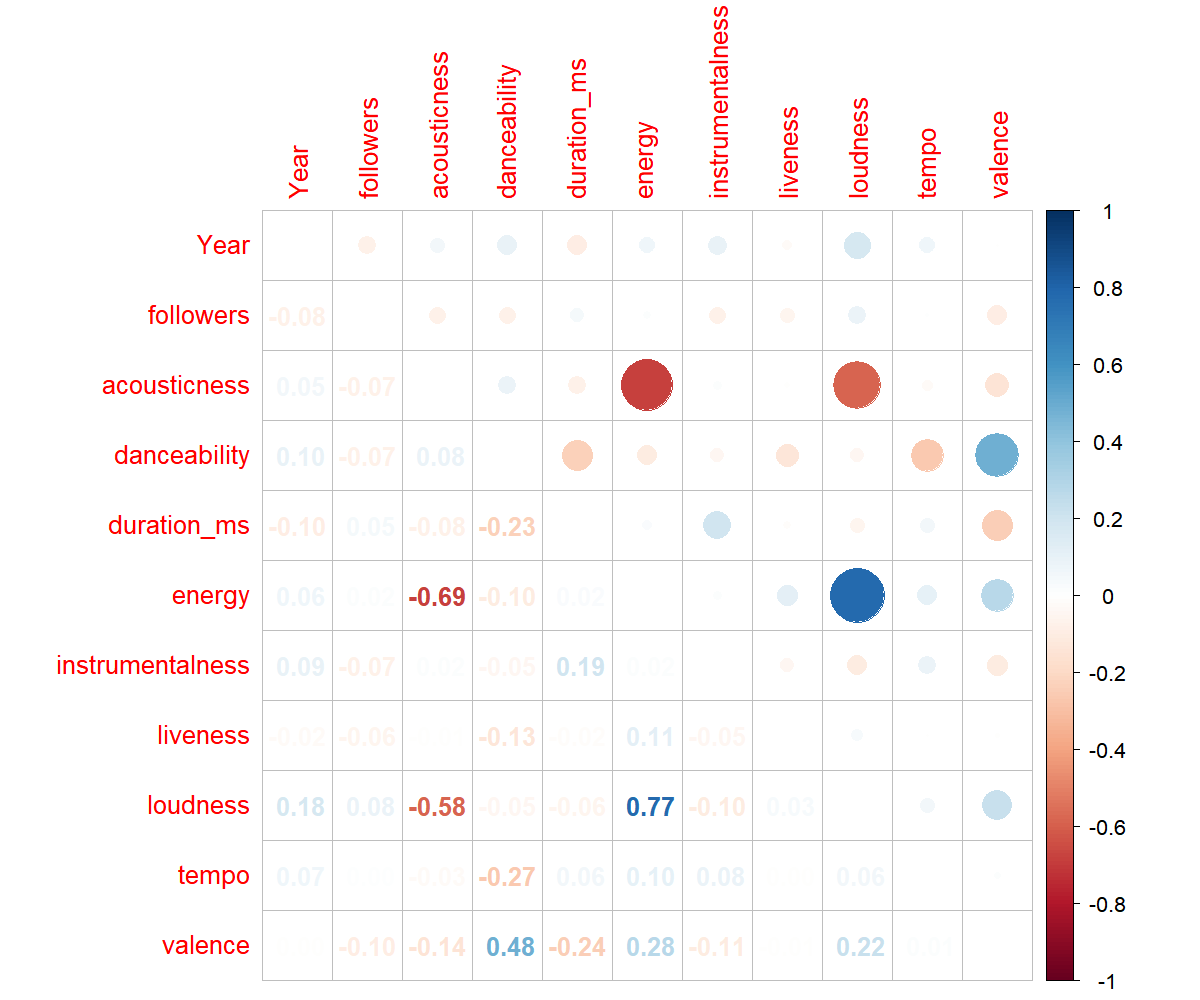 Year followers acousticness danceability duration_ms energy instrumentalness liveness loudness tempo valence
Year
followers -0.08
acousticness 0.05 -0.07
danceability 0.10 -0.07 0.08
duration_ms -0.10 0.05 -0.08 -0.23
energy 0.06 0.02 -0.69 -0.10 0.02
instrumentalness 0.09 -0.07 0.02 -0.05 0.19 0.02
liveness -0.02 -0.06 -0.13 -0.02 0.11 -0.05
loudness 0.18 0.08 -0.58 -0.05 -0.06 0.77 -0.10 0.03
tempo 0.07 -0.03 -0.27 0.06 0.10 0.08 0.06
valence -0.10 -0.14 0.48 -0.24 0.28 -0.11 0.22 0.01
1
0.8
0.6
0.4
0.2
0
-0.2
-0.4
-0.6
-0.8
-1